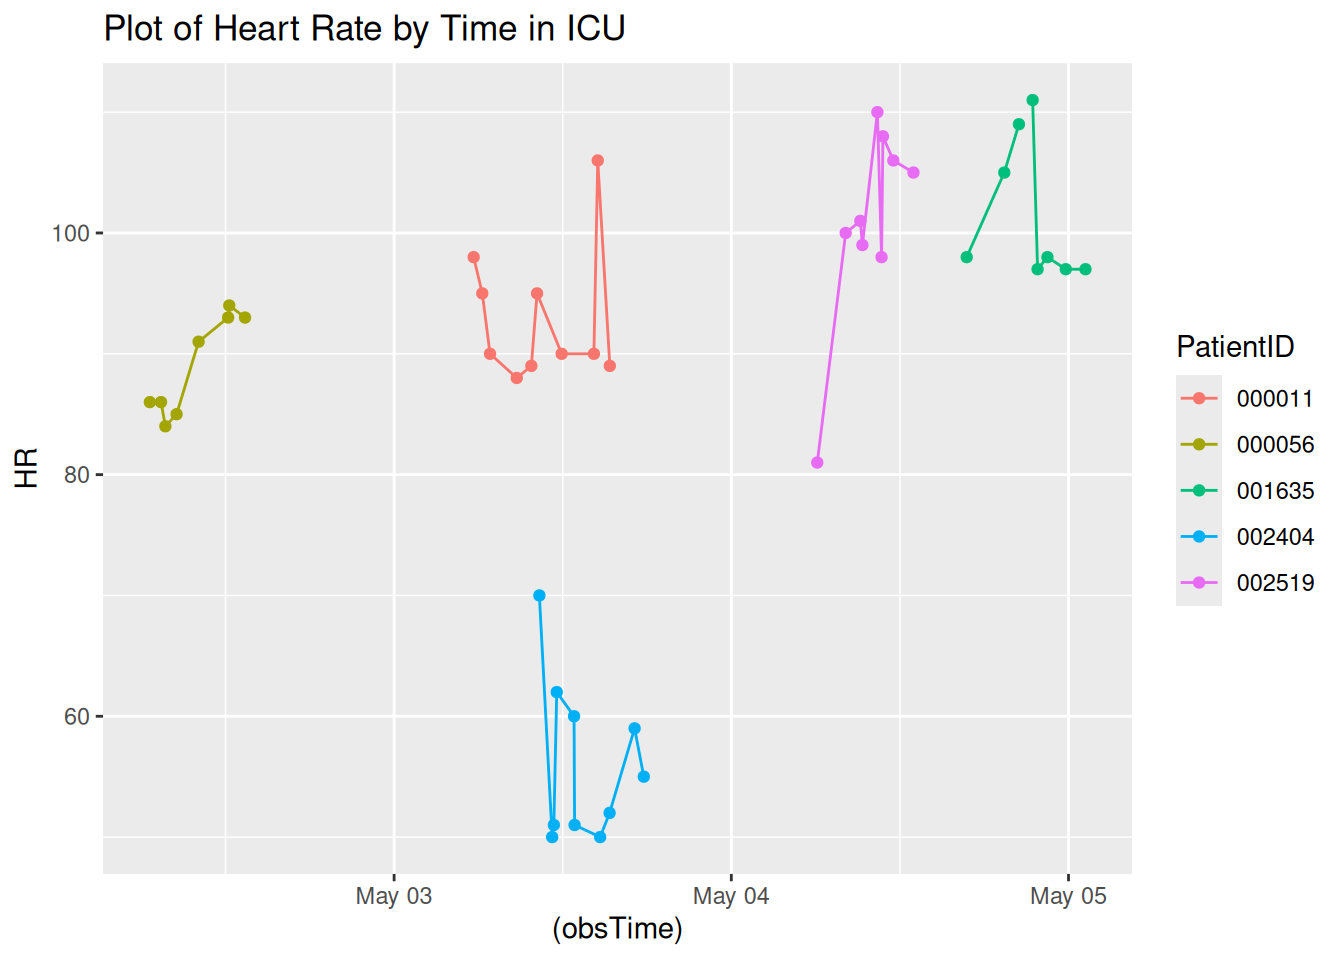 Plot of Heart Rate by Time in ICU
HR
100
80
60
May 03
May 04
May 05
(obsTime)
PatientID
000011
000056
001635
002404
002519